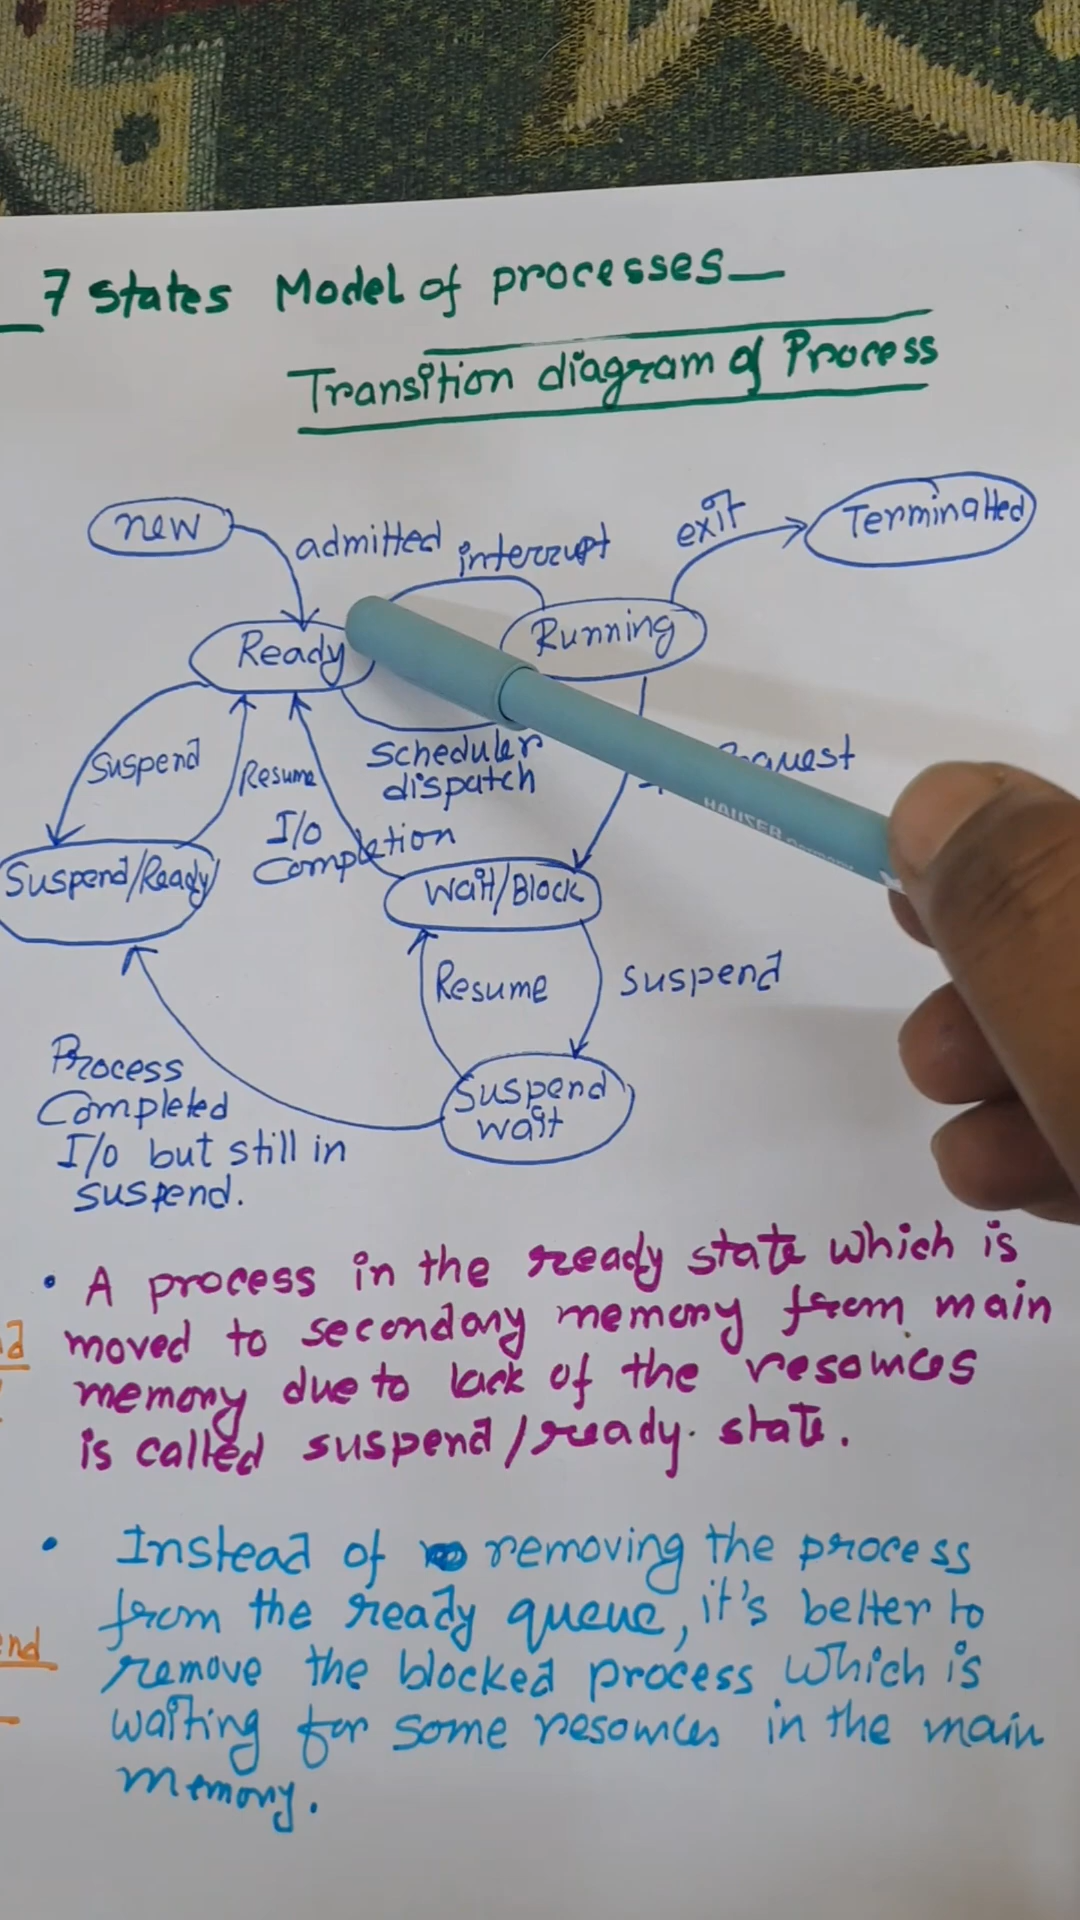 7 states Model of processes
Transition diagram of Process
new
admitted
interrupt
exit
Terminatted
Ready
Running
Suspend
Resume
scheduler
dispatch
I/o
Completion
Suspend/Ready
Wait/Block
Resume
suspend
Process
Completed
I/o but still in
suspend.
Suspend
wait
HAUSER
Germany
• A process in the ready state which is
moved to secondary memory from main
memory due to lack of the resources
is called suspend/ready. state.
• Instead of removing the process
from the ready queue, it's better to
remove the blocked process which is
waiting for some resources in the main
memory.